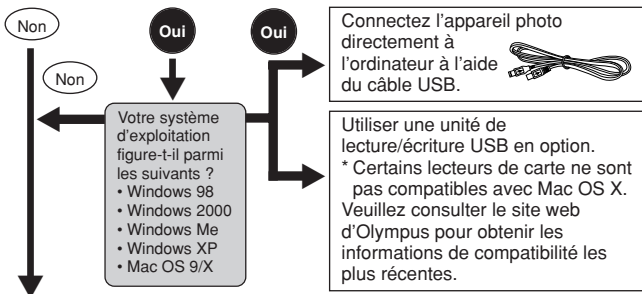 Non
Oui
Oui
Non
Votre système
d'exploitation
figure-t-il parmi
les suivants ?
• Windows 98
• Windows 2000
• Windows Me
• Windows XP
• Mac OS 9/X
Connectez l'appareil photo
directement à
l'ordinateur à l'aide
du câble USB.
Utiliser une unité de
lecture/écriture USB en option.
* Certains lecteurs de carte ne sont
pas compatibles avec Mac OS X.
Veuillez consulter le site web
d'Olympus pour obtenir les
informations de compatibilité les
plus récentes.